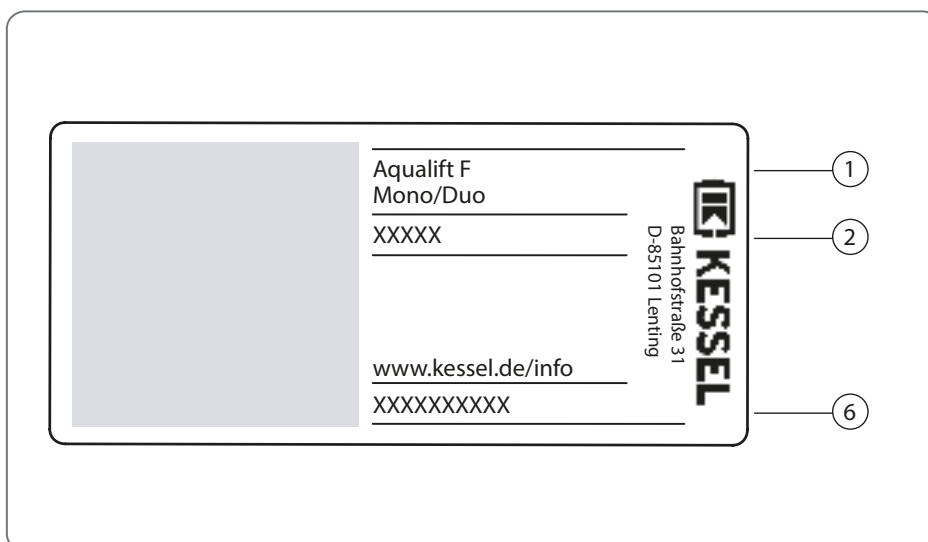 Aqualift F
Mono/Duo
XXXXX
www.kessel.de/info
XXXXXXXXXX
Bahnhofstraße 31
D-85101 Lenting
KESSEL
1
2
6